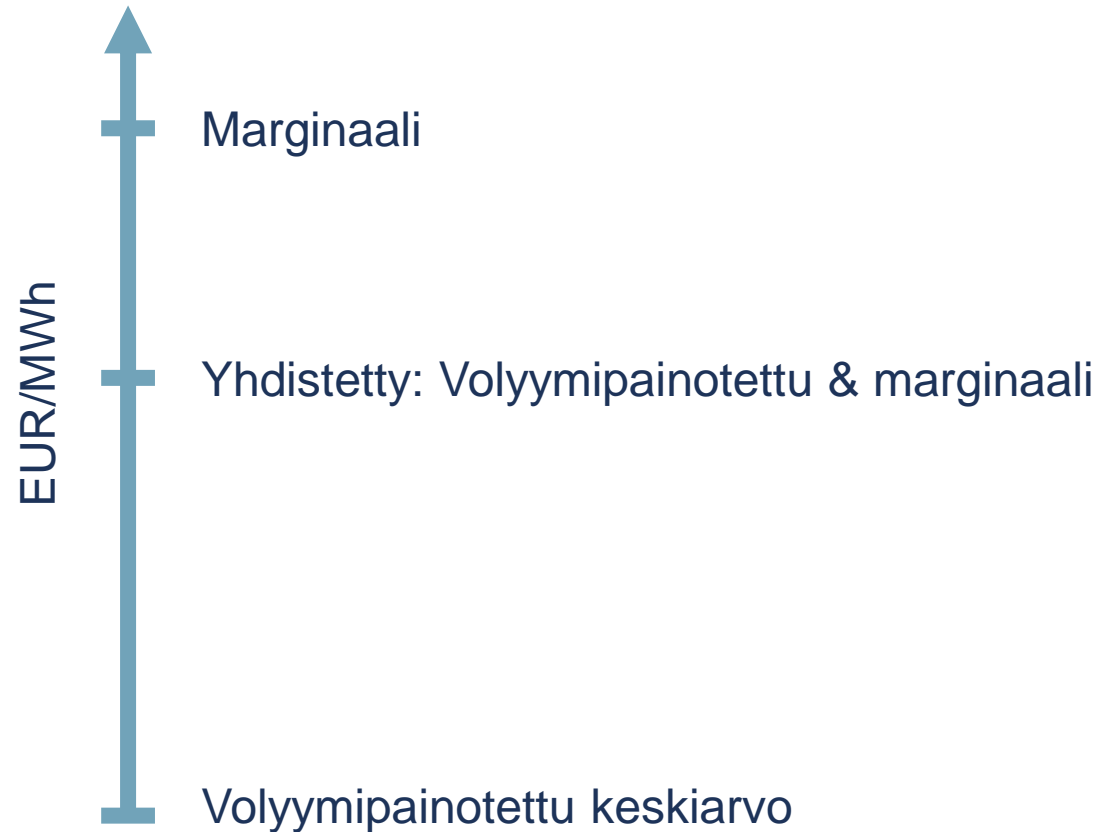 Marginaali
EUR/MWh
Yhdistetty: Volyymipainotettu & marginaali
Volyymipainotettu keskiarvo